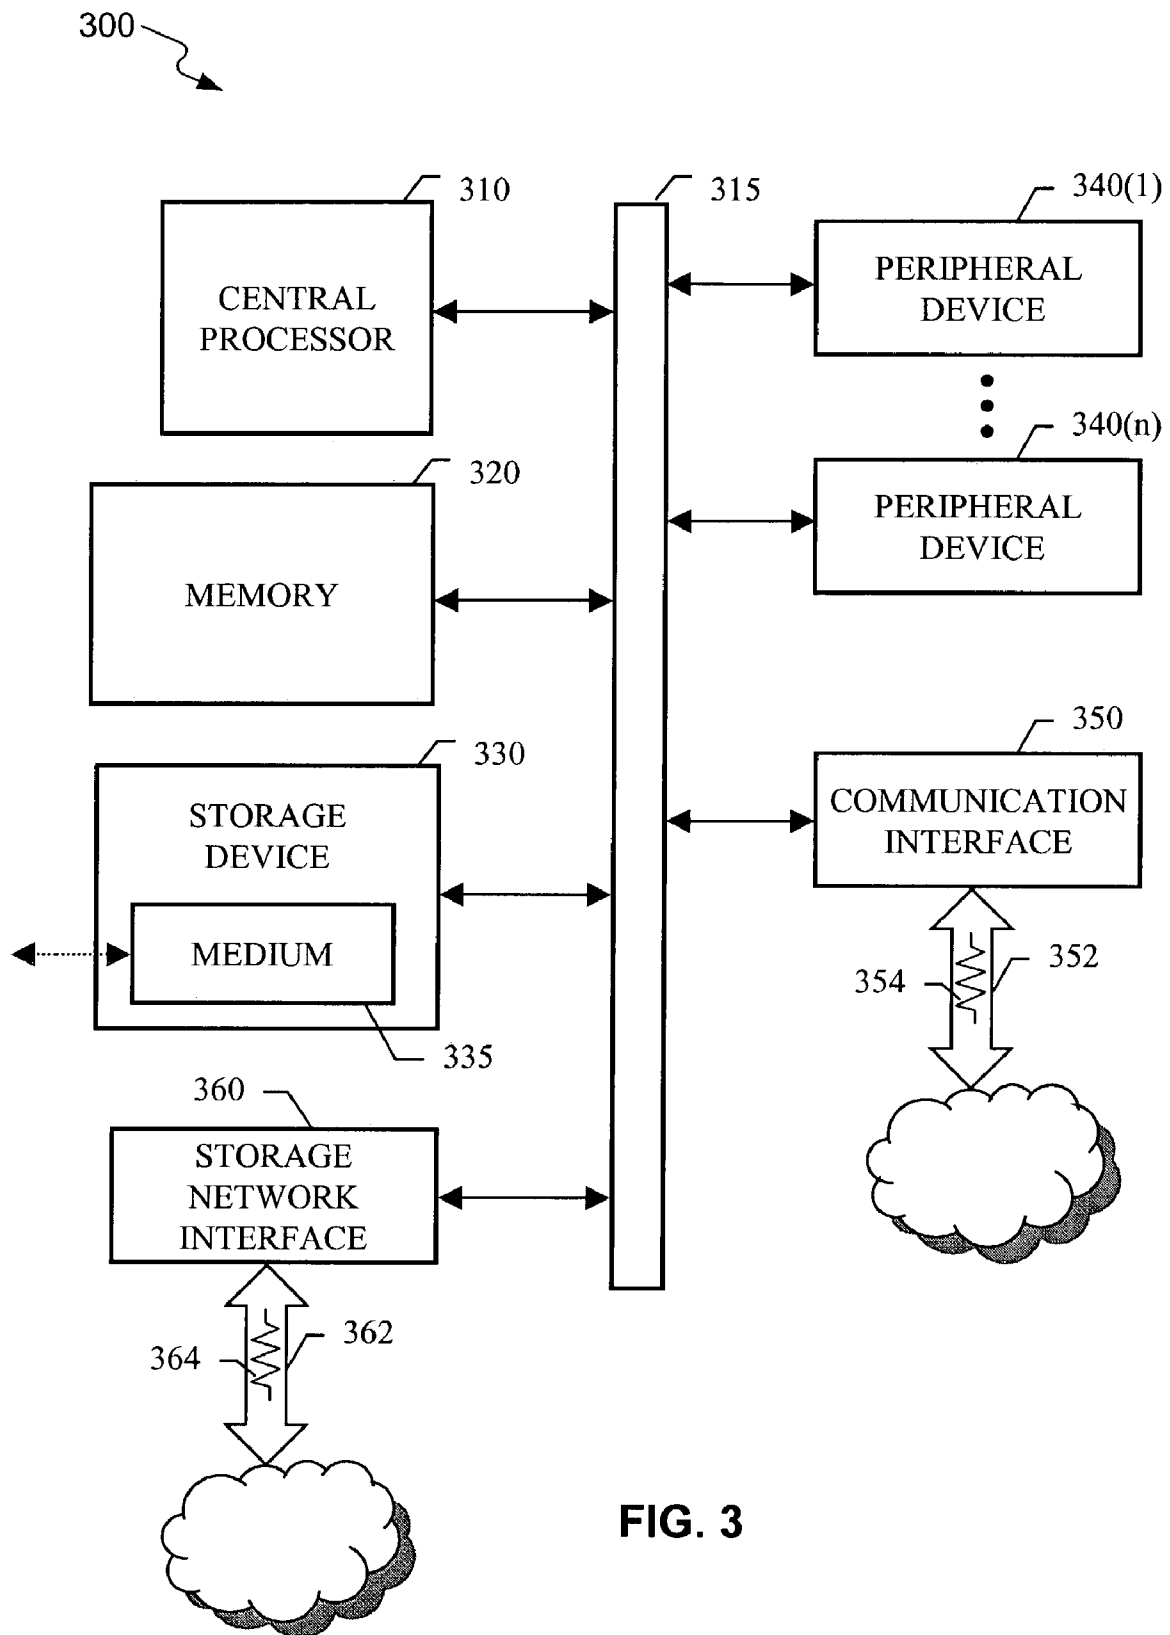 300
310
CENTRAL
PROCESSOR
315
340(1)
PERIPHERAL
DEVICE
340(n)
PERIPHERAL
DEVICE
320
MEMORY
330
STORAGE
DEVICE
MEDIUM
335
350
COMMUNICATION
INTERFACE
354
352
360
STORAGE
NETWORK
INTERFACE
364
362
FIG. 3